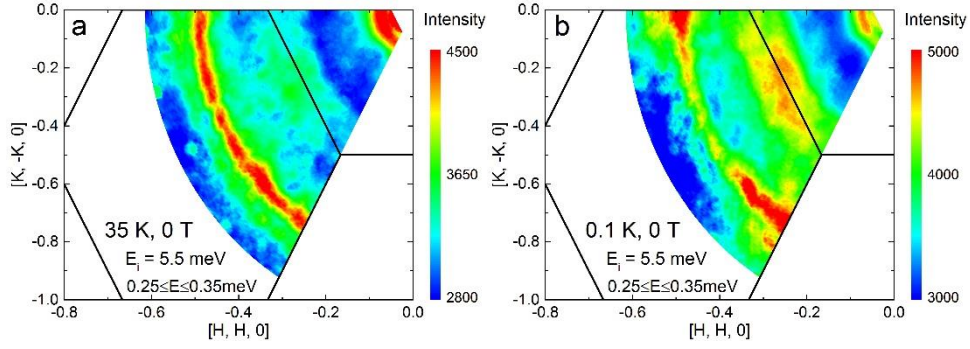 a
Intensity
4500
3650
2800
0.0
-0.2
-0.4
-0.6
-0.8
-1.0
[K, -K, 0]
35 K, 0 T
Ei = 5.5 meV
0.25≤E≤0.35meV
-0.8 -0.6 -0.4 -0.2 0.0
[H, H, 0]
b
Intensity
5000
4000
3000
0.0
-0.2
-0.4
-0.6
-0.8
-1.0
[K, -K, 0]
0.1 K, 0 T
Ei = 5.5 meV
0.25≤E≤0.35meV
-0.8 -0.6 -0.4 -0.2 0.0
[H, H, 0]